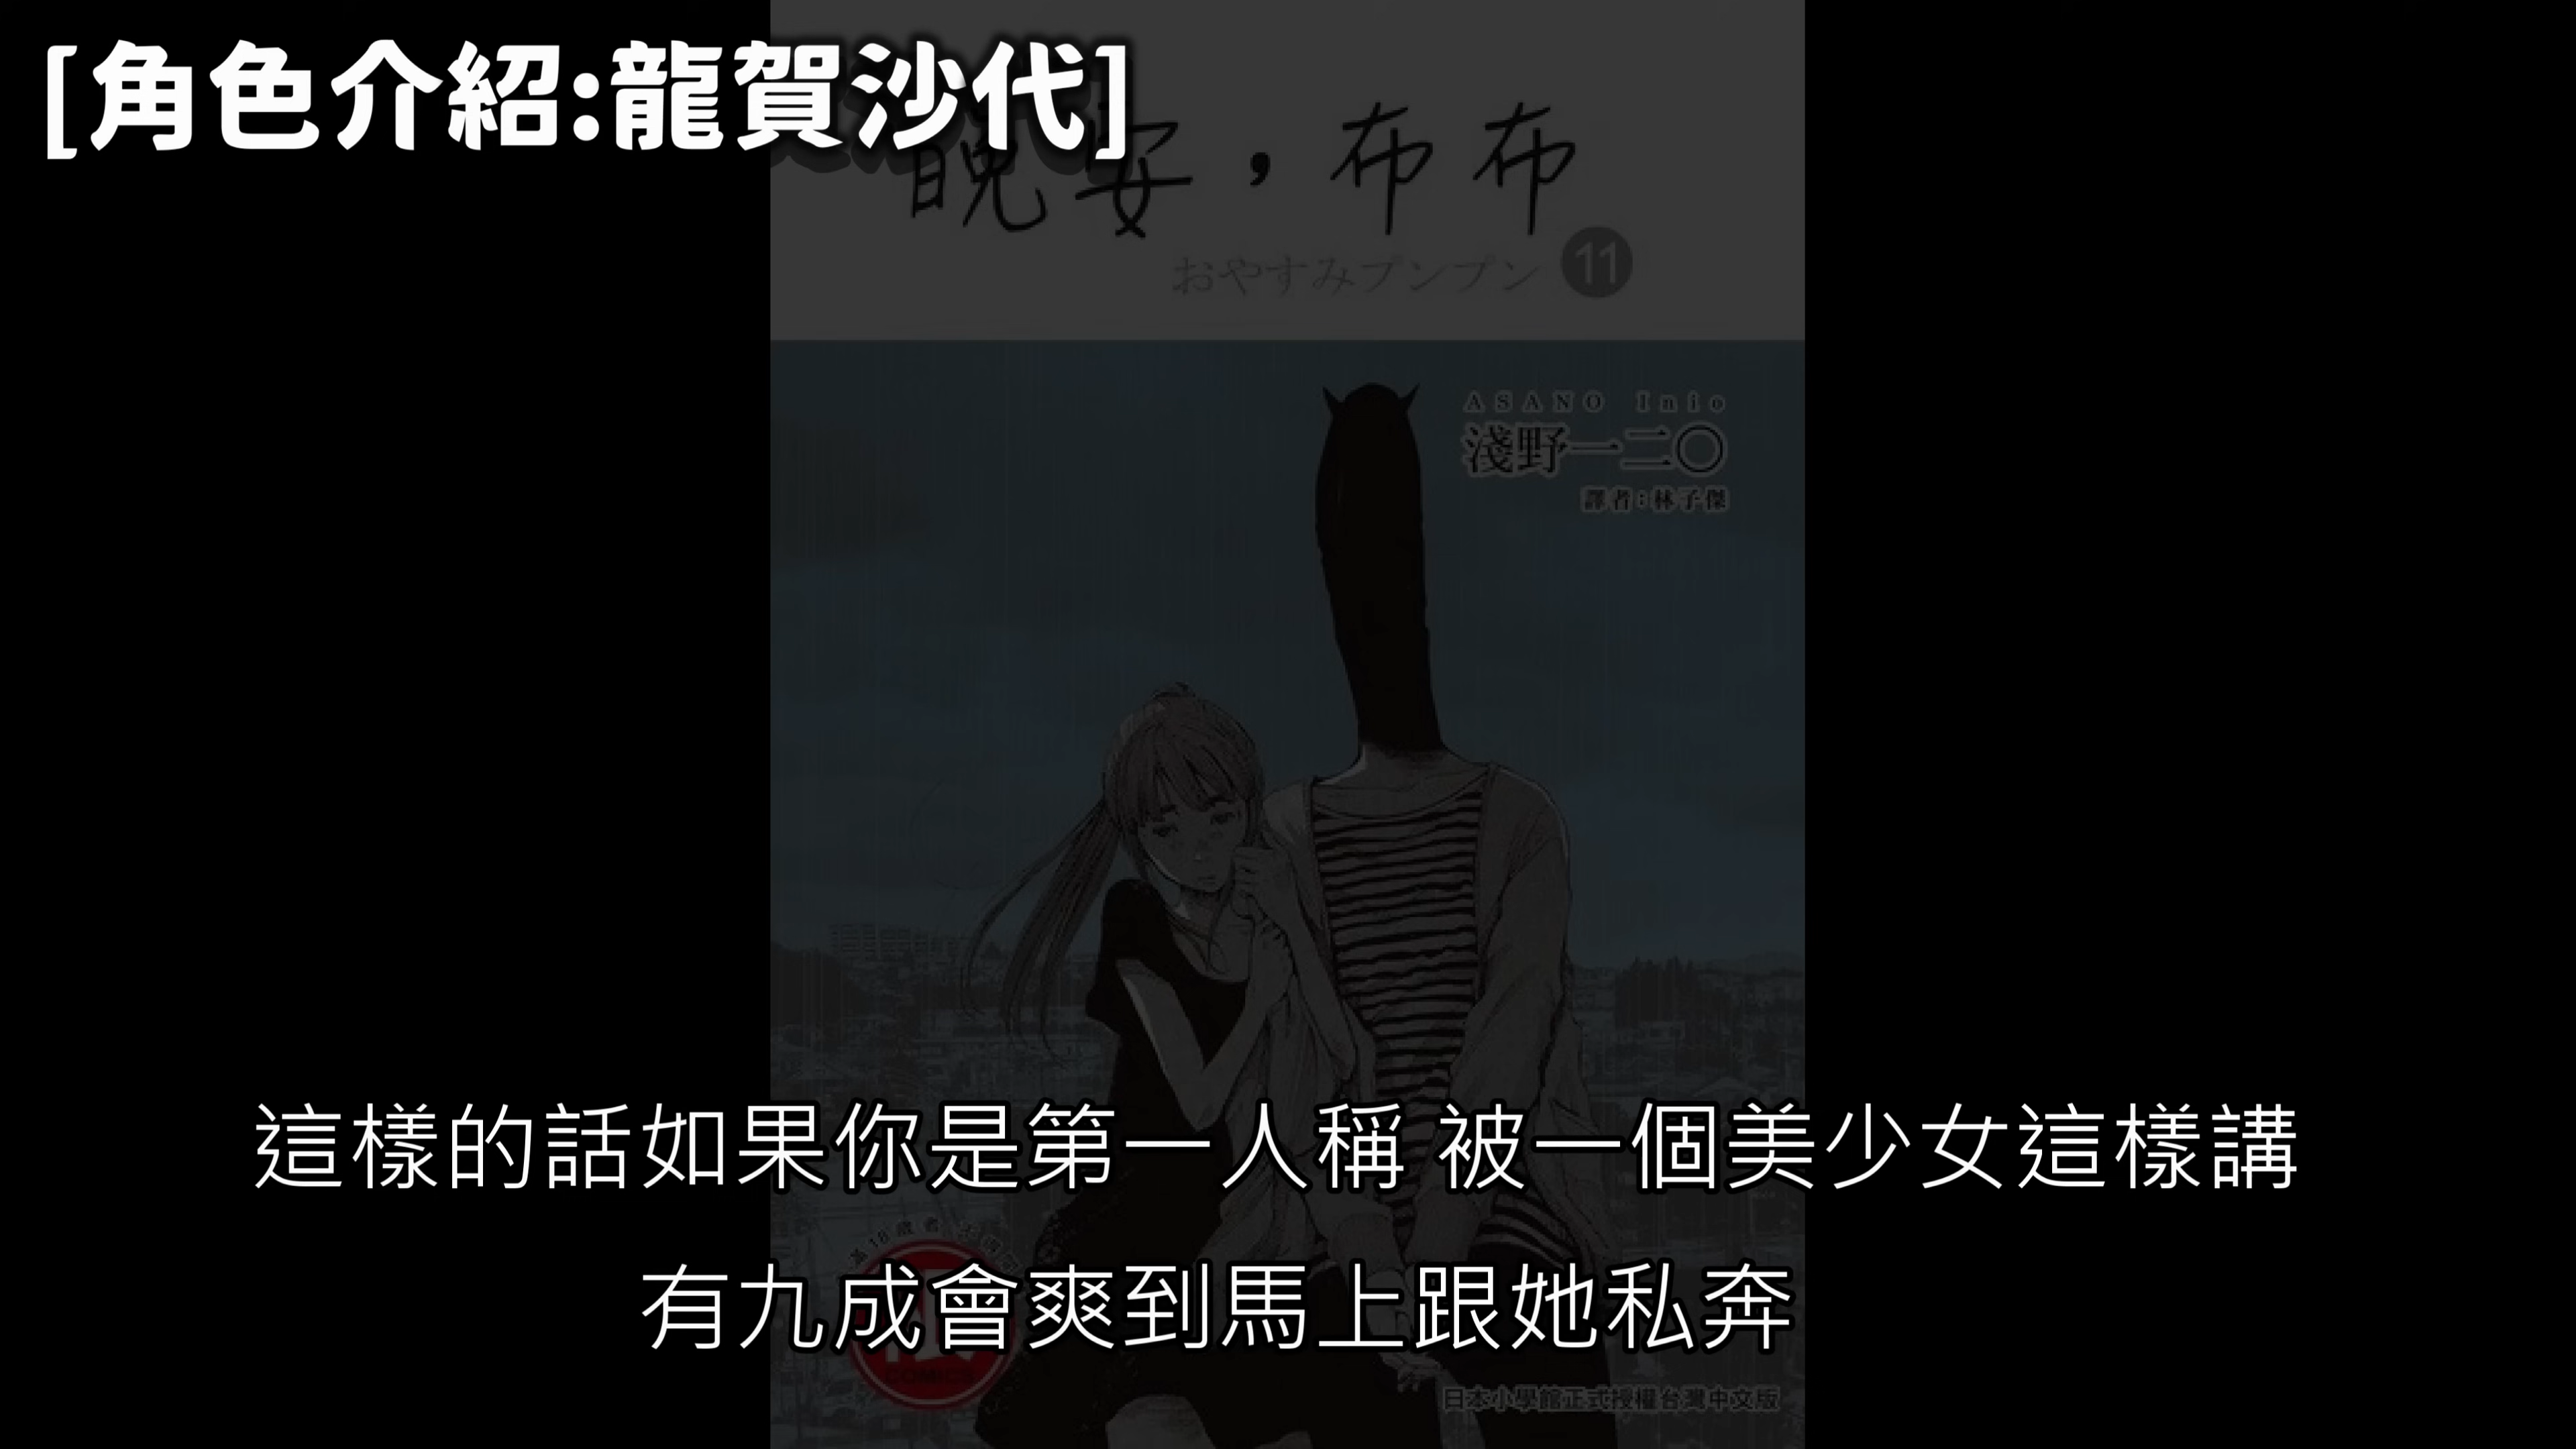 [角色介紹:龍賀沙代]
晚安，布布
おやすみプンプン 11
ASANO Inio
淺野一二〇
譯者：林子傑
這樣的話如果你是第一人稱 被一個美少女這樣講
有九成會爽到馬上跟她私奔
COMICS
日本小學館正式授權台灣中文版